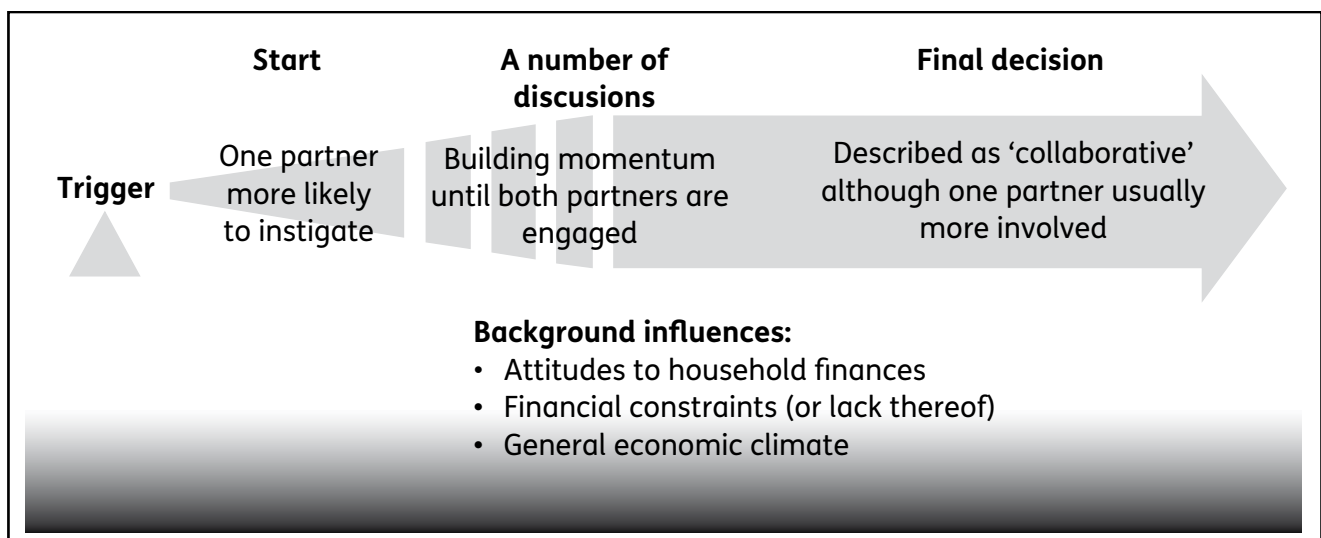 Start
A number of
discusions
Final decision
Trigger
One partner
more likely
to instigate
Building momentum
until both partners are
engaged
Described as ‘collaborative’
although one partner usually
more involved
Background influences:
• Attitudes to household finances
• Financial constraints (or lack thereof)
• General economic climate